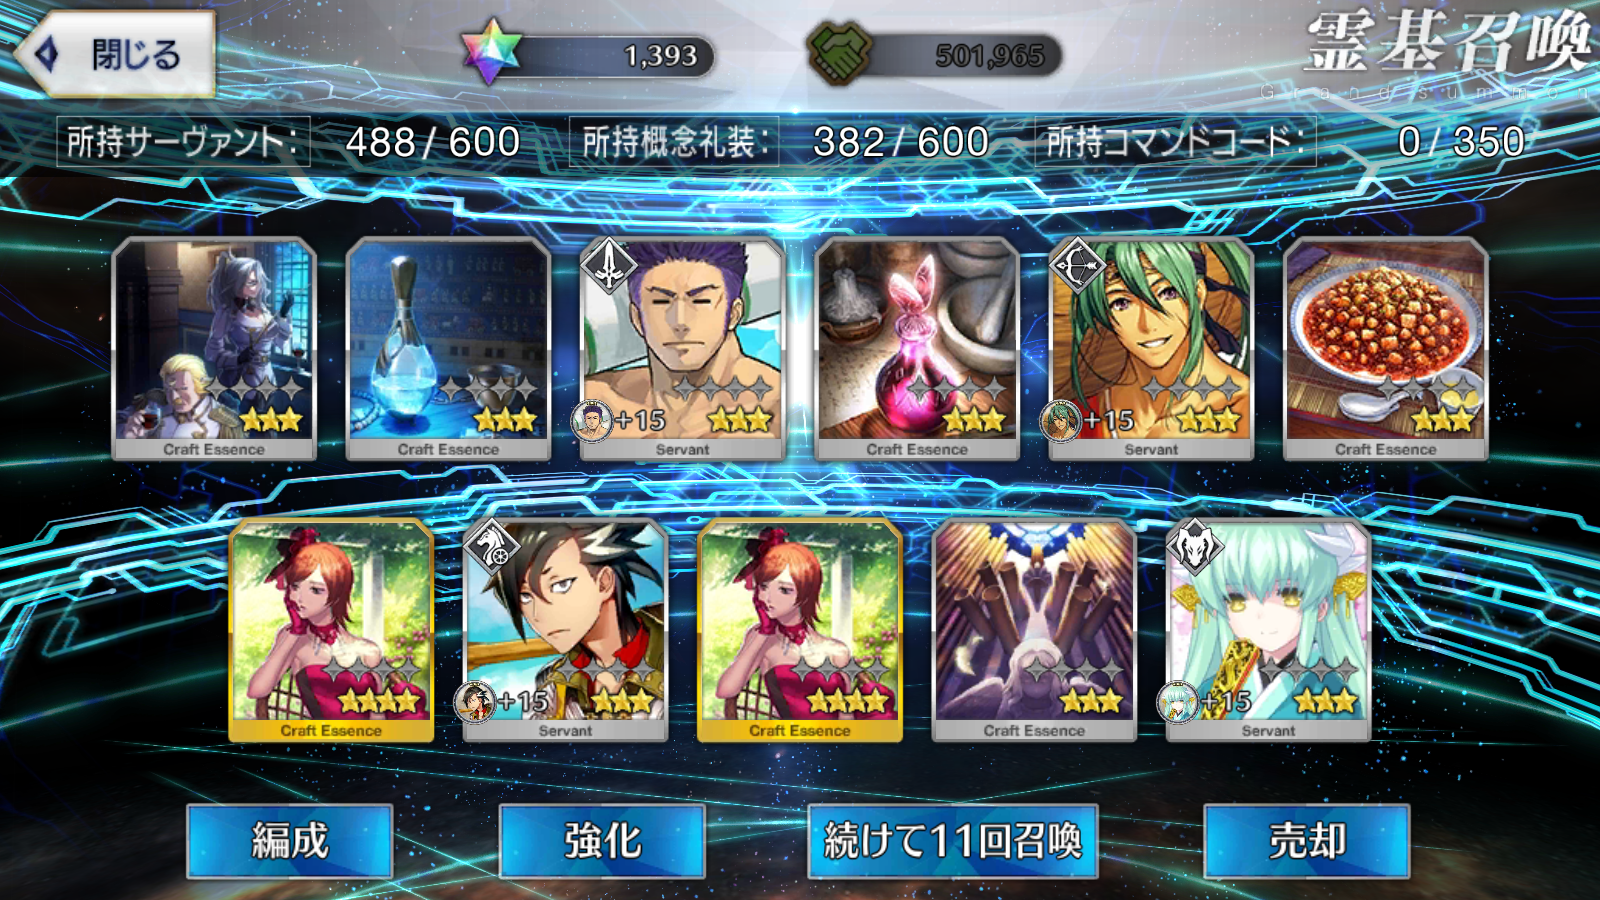 閉じる
1,393
501,965
霊基召喚
Grand summon
所持サーヴァント: 488/600
所持概念礼装: 382/600
所持コマンドコード: 0/350
Craft Essence
Craft Essence
+15
Servant
Craft Essence
+15
Servant
Craft Essence
Craft Essence
+15
Servant
Craft Essence
Craft Essence
+15
Servant
編成
強化
続けて11回召喚
売却